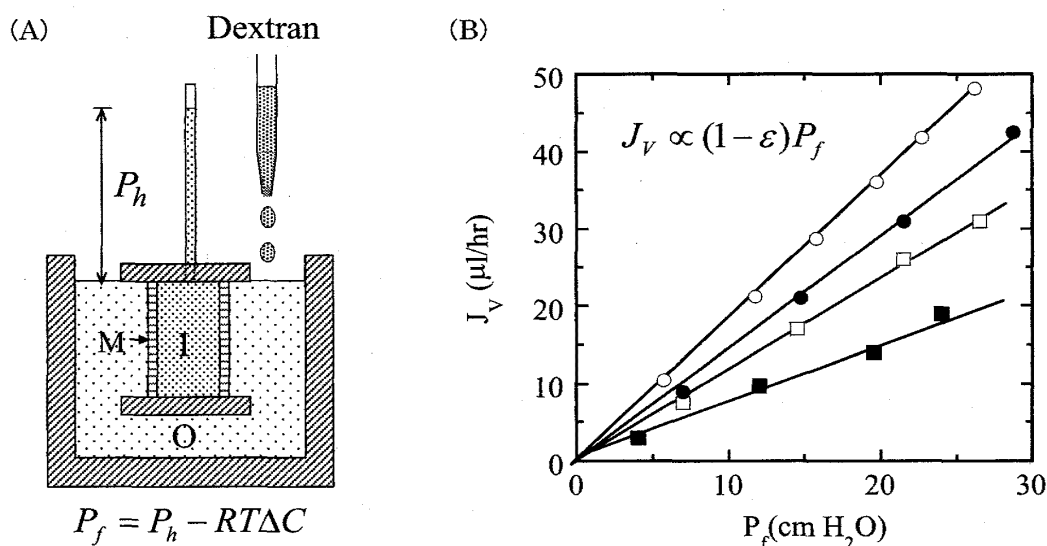 (A)
Dextran
P_h
M
I
O
P_f = P_h − RTΔC
(B)
J_V ∝ (1−ε)P_f
J_V (μl/hr)
50
40
30
20
10
0
0
10
20
30
P_f(cm H₂O)